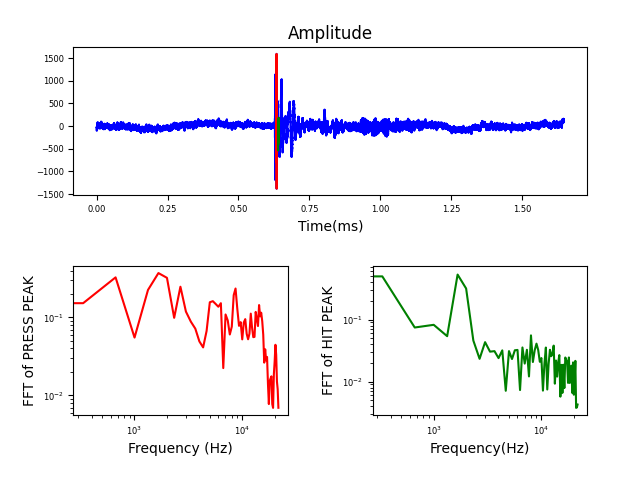 Amplitude
1500
1000
500
0
−500
−1000
−1500
0.00 0.25 0.50 0.75 1.00 1.25 1.50
Time(ms)
FFT of PRESS PEAK
10⁻¹
10⁻²
10³ 10⁴
Frequency (Hz)
FFT of HIT PEAK
10⁻¹
10⁻²
10³ 10⁴
Frequency(Hz)